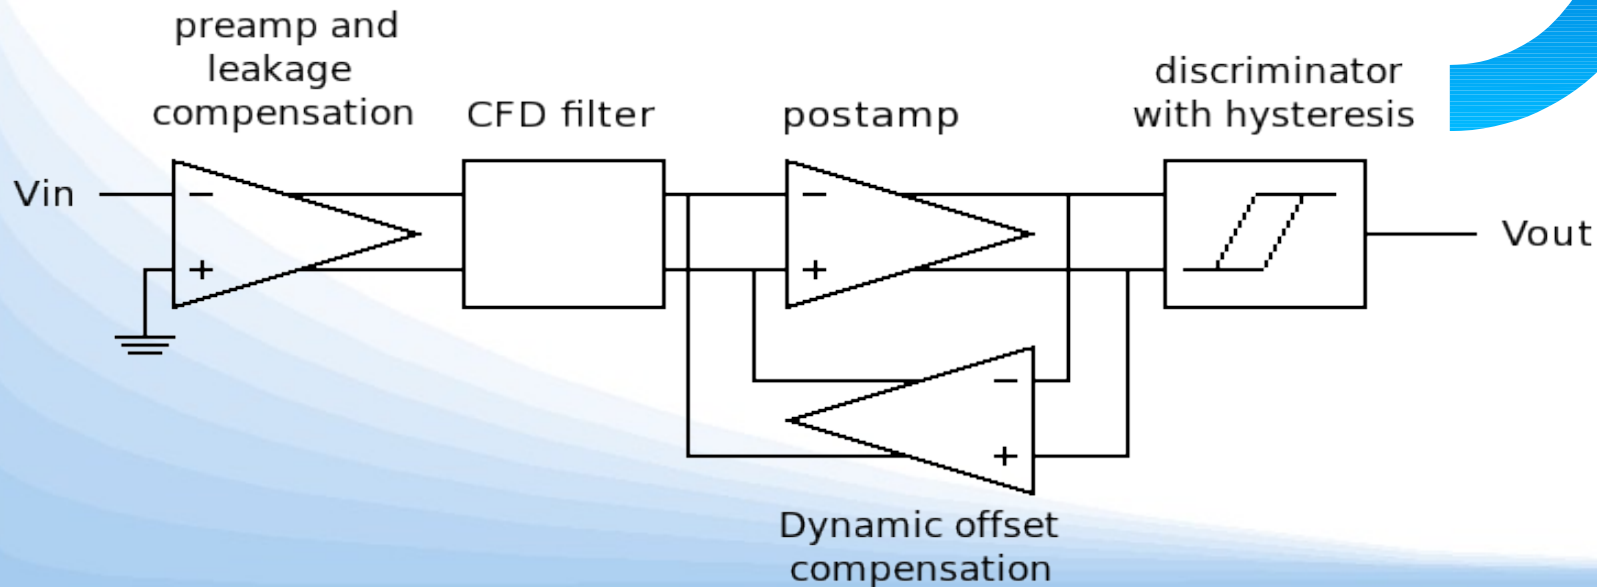 preamp and
leakage
compensation
CFD filter
postamp
discriminator
with hysteresis
Vin
−
+
−
+
Vout
−
+
Dynamic offset
compensation